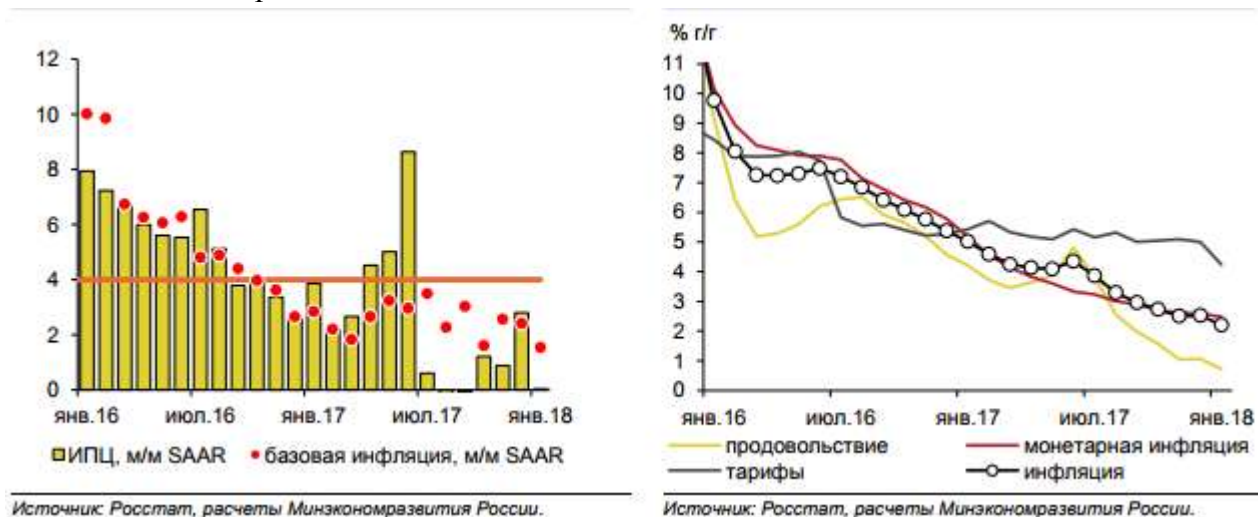 12
10
8
6
4
2
0
янв.16 июл.16 янв.17 июл.17 янв.18
ИПЦ, м/м SAAR базовая инфляция, м/м SAAR
Источник: Росстат, расчеты Минэкономразвития России.
% г/г
11
10
9
8
7
6
5
4
3
2
1
0
янв.16 июл.16 янв.17 июл.17 янв.18
продовольствие монетарная инфляция
тарифы инфляция
Источник: Росстат, расчеты Минэкономразвития России.